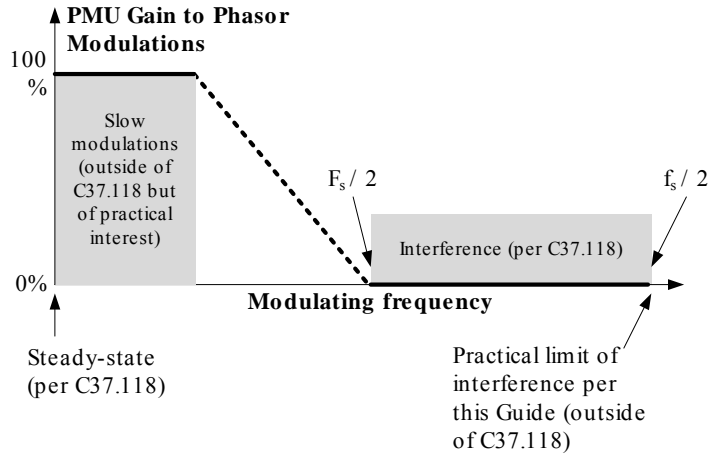 PMU Gain to Phasor
Modulations
100
%
Slow
modulations
(outside of
C37.118 but
of practical
interest)
F_s / 2
f_s / 2
Interference (per C37.118)
0%
Modulating frequency
Steady-state
(per C37.118)
Practical limit of
interference per
this Guide (outside
of C37.118)